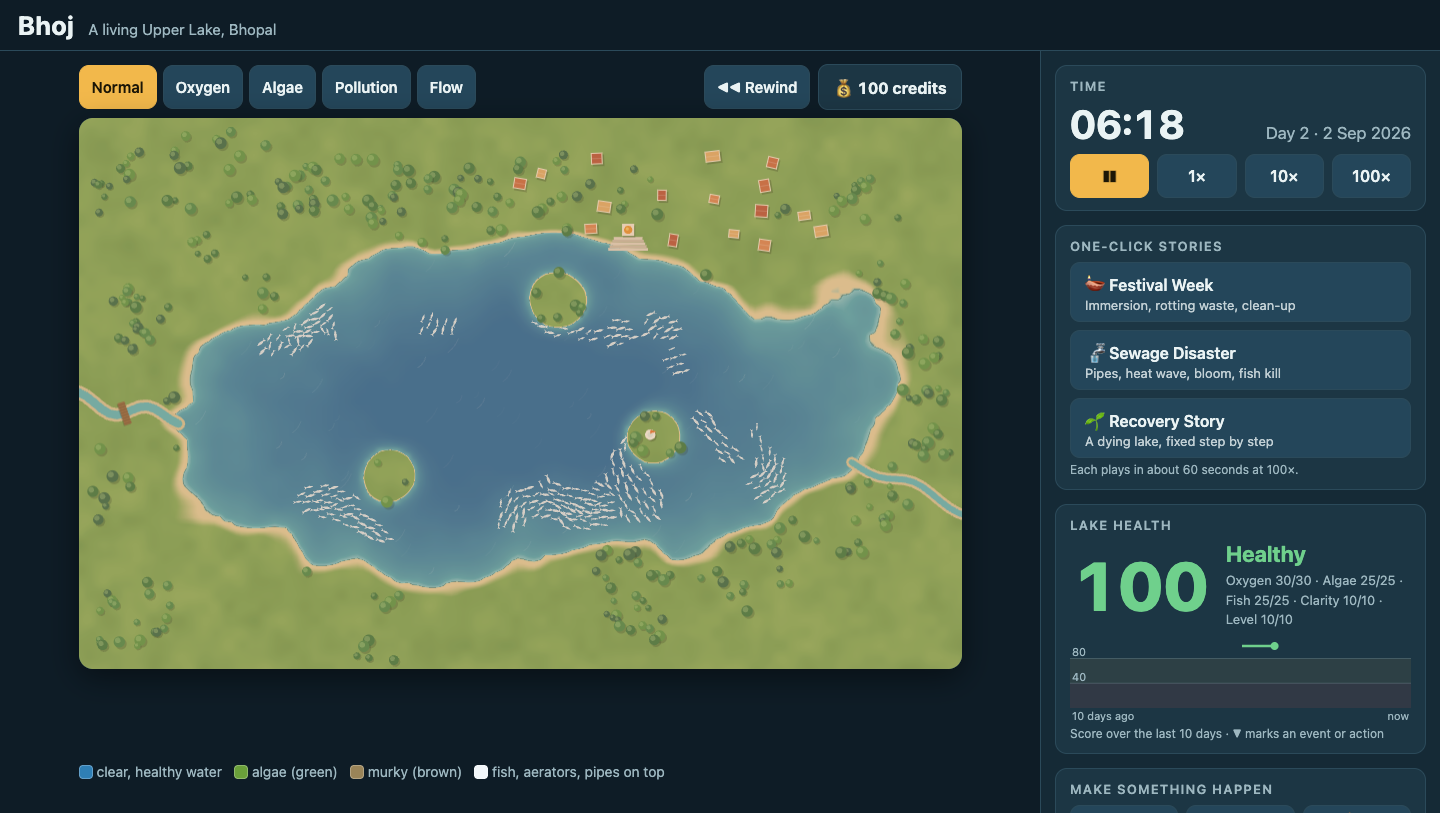 Bhoj A living Upper Lake, Bhopal
Normal Oxygen Algae Pollution Flow
◀◀ Rewind 💰 100 credits
TIME
06:18 Day 2 · 2 Sep 2026
1× 10× 100×
ONE-CLICK STORIES
Festival Week
Immersion, rotting waste, clean-up
Sewage Disaster
Pipes, heat wave, bloom, fish kill
Recovery Story
A dying lake, fixed step by step
Each plays in about 60 seconds at 100×.
LAKE HEALTH
100
Healthy
Oxygen 30/30 · Algae 25/25 ·
Fish 25/25 · Clarity 10/10 ·
Level 10/10
80
40
10 days ago now
Score over the last 10 days · ▼ marks an event or action
clear, healthy water algae (green) murky (brown) fish, aerators, pipes on top
MAKE SOMETHING HAPPEN